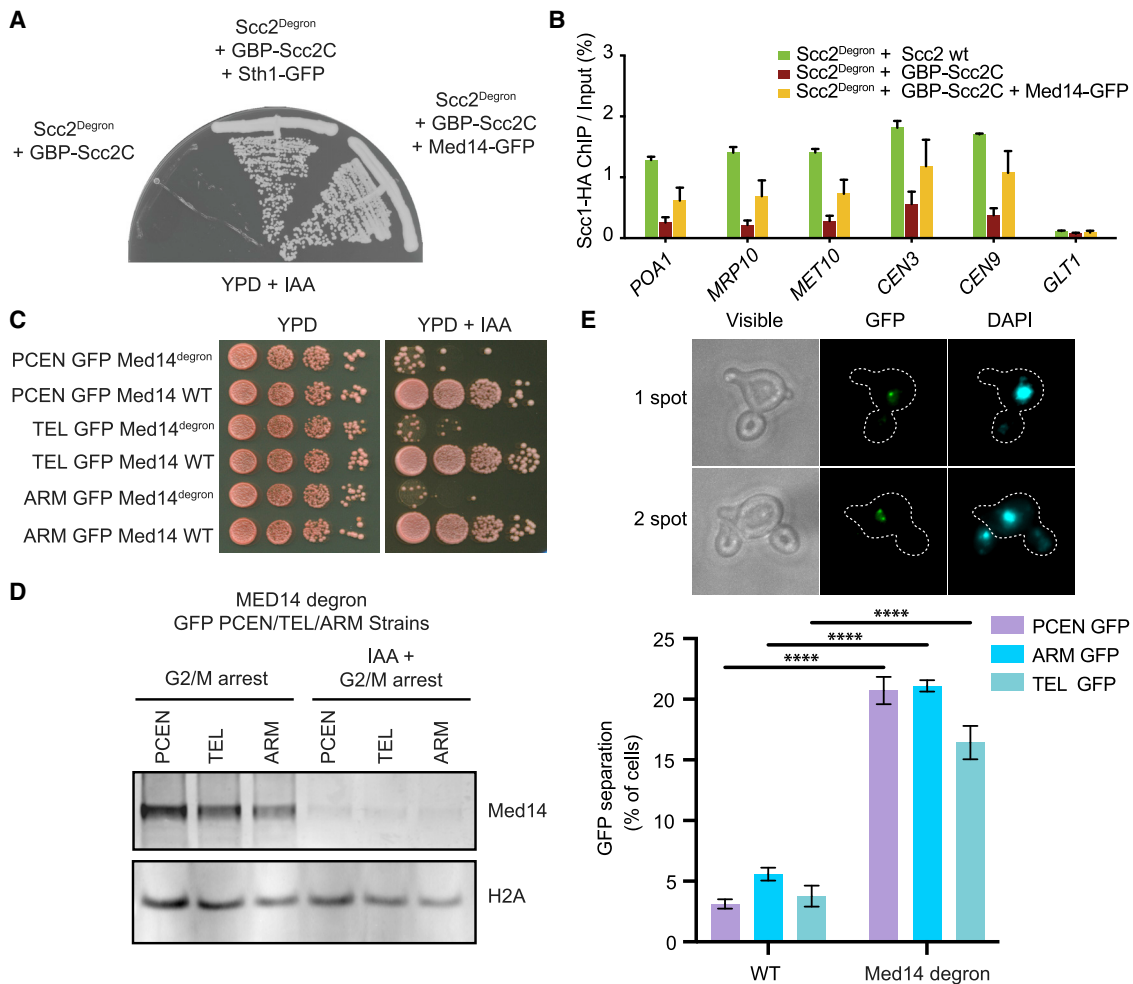 A
Scc2Degron
+ GBP-Scc2C
+ Sth1-GFP
Scc2Degron
+ GBP-Scc2C
Scc2Degron
+ GBP-Scc2C
+ Med14-GFP
YPD + IAA
B
Scc1-HA ChIP / Input (%)
3
2
1
0
Scc2Degron + Scc2 wt
Scc2Degron + GBP-Scc2C
Scc2Degron + GBP-Scc2C + Med14-GFP
POA1
MRP10
MET10
CEN3
CEN9
GLT1
C
YPD
YPD + IAA
PCEN GFP Med14degron
PCEN GFP Med14 WT
TEL GFP Med14degron
TEL GFP Med14 WT
ARM GFP Med14degron
ARM GFP Med14 WT
D
MED14 degron
GFP PCEN/TEL/ARM Strains
G2/M arrest
IAA +
G2/M arrest
PCEN
TEL
ARM
PCEN
TEL
ARM
Med14
H2A
E
Visible
GFP
DAPI
1 spot
2 spot
GFP separation
(% of cells)
25
20
15
10
5
0
****
****
****
PCEN GFP
ARM GFP
TEL GFP
WT
Med14 degron